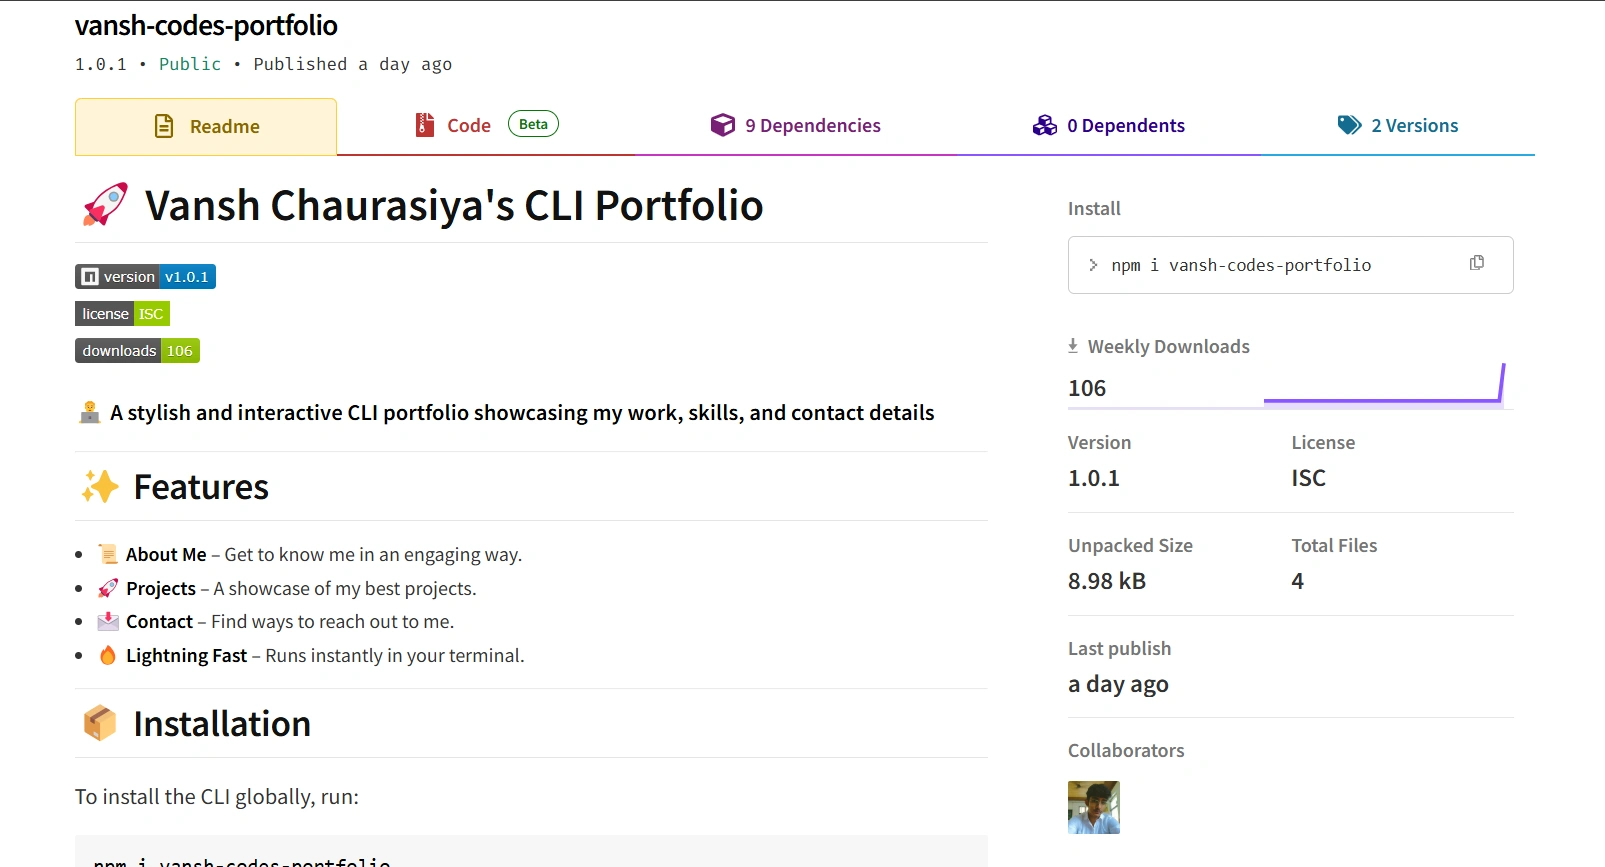 vansh-codes-portfolio
1.0.1 • Public • Published a day ago
Readme
Code Beta
9 Dependencies
0 Dependents
2 Versions
🚀 Vansh Chaurasiya's CLI Portfolio
n version v1.0.1
license ISC
downloads 106
👨‍💻 A stylish and interactive CLI portfolio showcasing my work, skills, and contact details
✨ Features
• 📜 About Me – Get to know me in an engaging way.
• 🚀 Projects – A showcase of my best projects.
• 📩 Contact – Find ways to reach out to me.
• 🔥 Lightning Fast – Runs instantly in your terminal.
📦 Installation
To install the CLI globally, run:
npm i vansh-codes-portfolio
Install
> npm i vansh-codes-portfolio
Weekly Downloads
106
Version
License
1.0.1
ISC
Unpacked Size
Total Files
8.98 kB
4
Last publish
a day ago
Collaborators